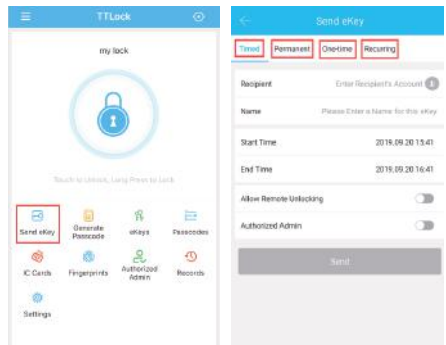 TTLock
my lock
Touch to Unlock, Long Press to Lock
Send eKey
Generate Passcode
eKeys
Passcodes
IC Cards
Fingerprints
Authorized Admin
Records
Settings
Send eKey
Timed
Permanent
One-time
Recurring
Recipient
Enter Recipient's Account
Name
Please Enter a Name for this eKey
Start Time
2019.09.20 15:41
End Time
2019.09.20 16:41
Allow Remote Unlocking
Authorized Admin
Send